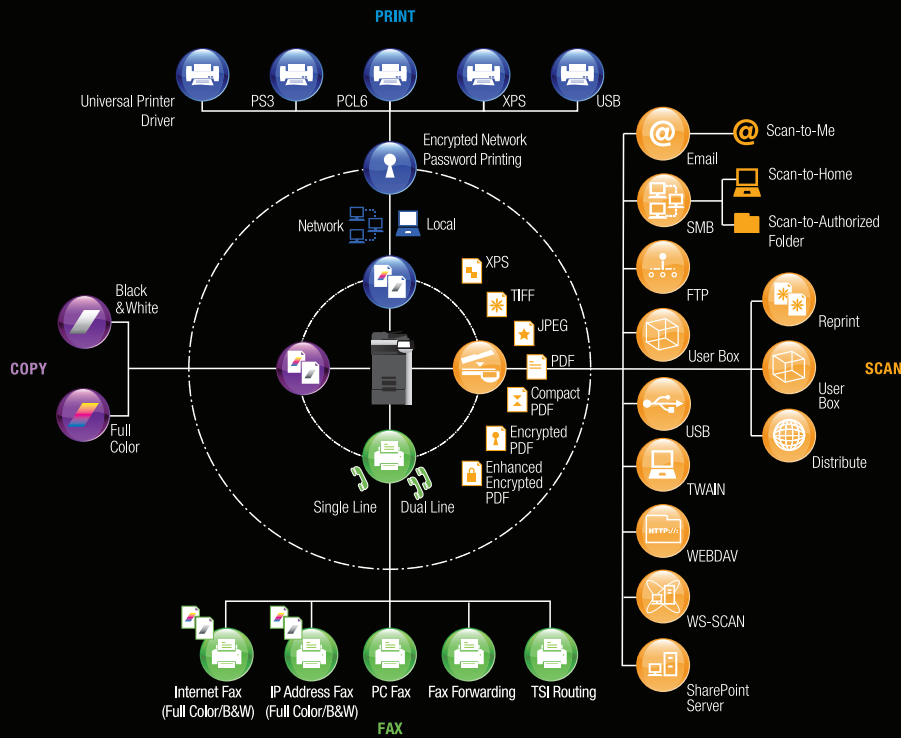 PRINT
Universal Printer
Driver
PS3
PCL6
XPS
USB
Encrypted Network
Password Printing
Network
Local
XPS
TIFF
JPEG
PDF
Compact
PDF
Encrypted
PDF
Enhanced
Encrypted
PDF
COPY
Black
&White
Full
Color
Single Line
Dual Line
@
Email
@
Scan-to-Me
SMB
Scan-to-Home
Scan-to-Authorized
Folder
FTP
User Box
Reprint
User
Box
Distribute
SCAN
USB
TWAIN
HTTP://:
WEBDAV
WS-SCAN
SharePoint
Server
Internet Fax
(Full Color/B&W)
IP Address Fax
(Full Color/B&W)
PC Fax
Fax Forwarding
TSI Routing
FAX